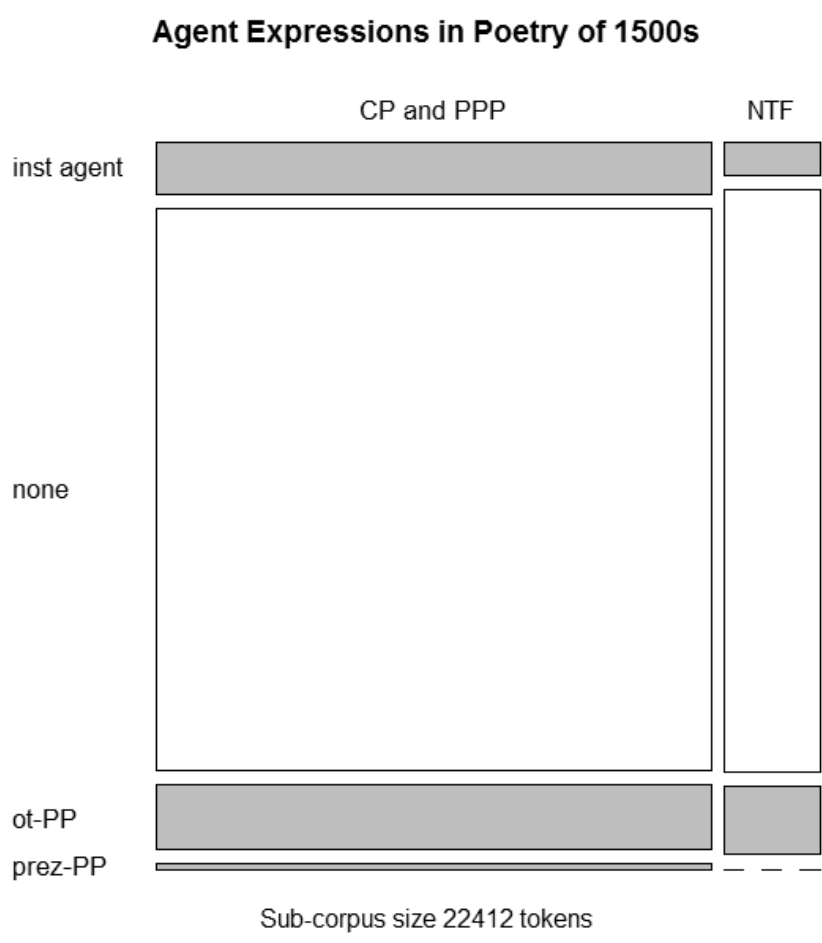 Agent Expressions in Poetry of 1500s
CP and PPP NTF
inst agent
none
ot-PP
prez-PP
Sub-corpus size 22412 tokens